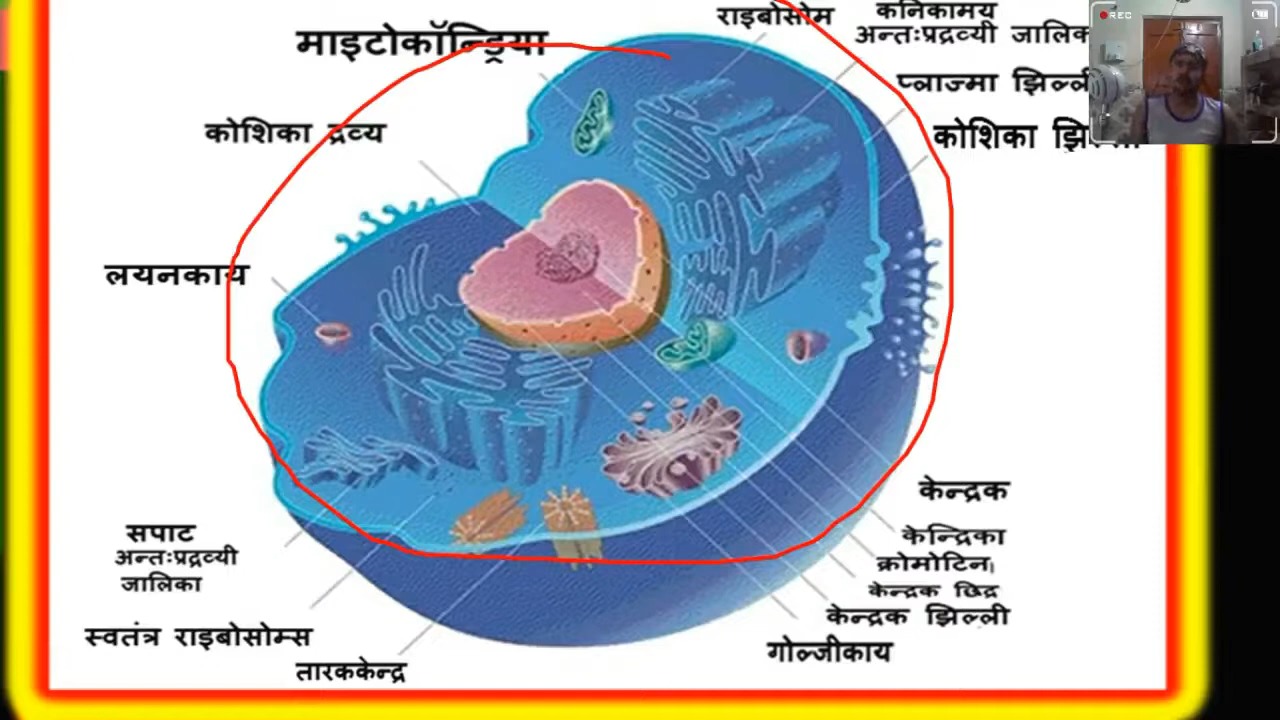 राइबोसोम
कनिकामय
अन्तःप्रद्रव्यी
माइटोकॉन्ड्रिया
प्लाज्मा
कोशिका द्रव्य
कोशिका
लयनकाय
केन्द्रक
सपाट
अन्तःप्रद्रव्यी
जालिका
केन्द्रिका
क्रोमोटिन।
केन्द्रक छिद्र
केन्द्रक झिल्ली
स्वतंत्र राइबोसोम्स
गोल्जीकाय
तारककेन्द्र
REC